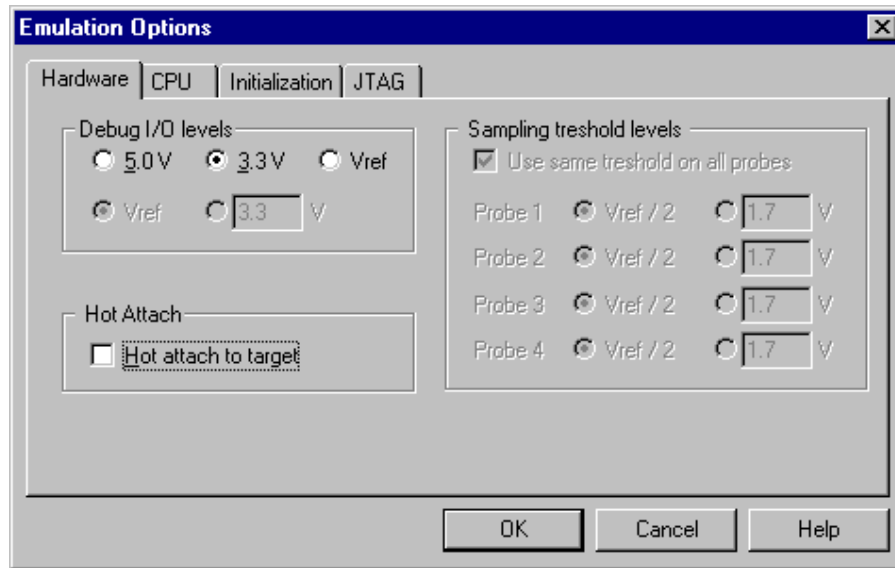 Emulation Options
Hardware CPU Initialization JTAG
Debug I/O levels
5.0 V 3.3 V Vref
Vref 3.3 V
Hot Attach
Hot attach to target
Sampling treshold levels
Use same treshold on all probes
Probe 1 Vref / 2 1.7 V
Probe 2 Vref / 2 1.7 V
Probe 3 Vref / 2 1.7 V
Probe 4 Vref / 2 1.7 V
OK Cancel Help